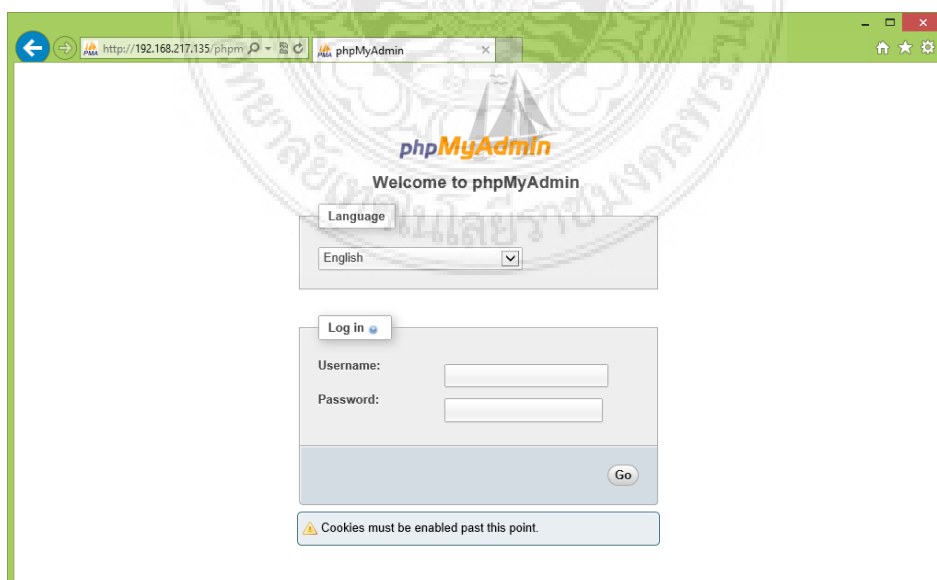 http://192.168.217.135/phpm
phpMyAdmin
phpMyAdmin
Welcome to phpMyAdmin
Language
English
Log in
Username:
Password:
Go
Cookies must be enabled past this point.